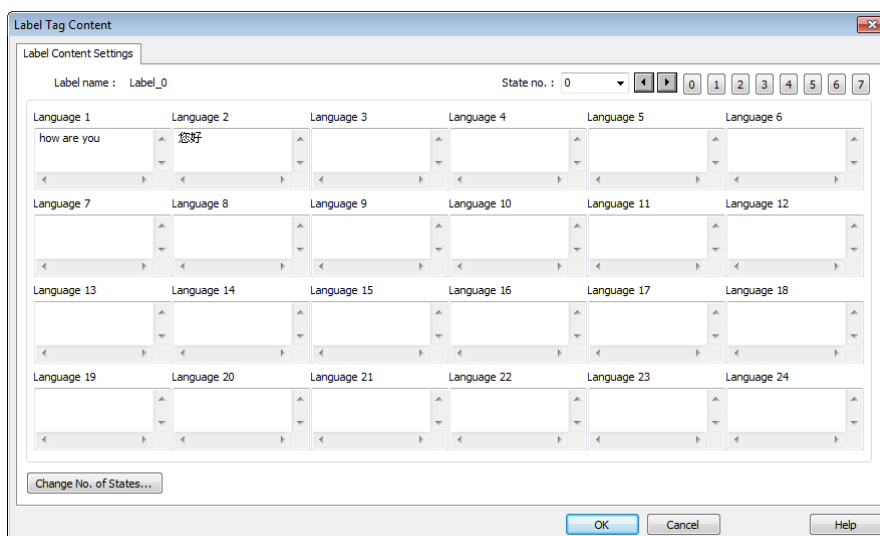 Label Tag Content
Label Content Settings
Label name : Label_0 State no. : 0 0 1 2 3 4 5 6 7
Language 1 Language 2 Language 3 Language 4 Language 5 Language 6
how are you 您好
Language 7 Language 8 Language 9 Language 10 Language 11 Language 12
Language 13 Language 14 Language 15 Language 16 Language 17 Language 18
Language 19 Language 20 Language 21 Language 22 Language 23 Language 24
Change No. of States...
OK Cancel Help